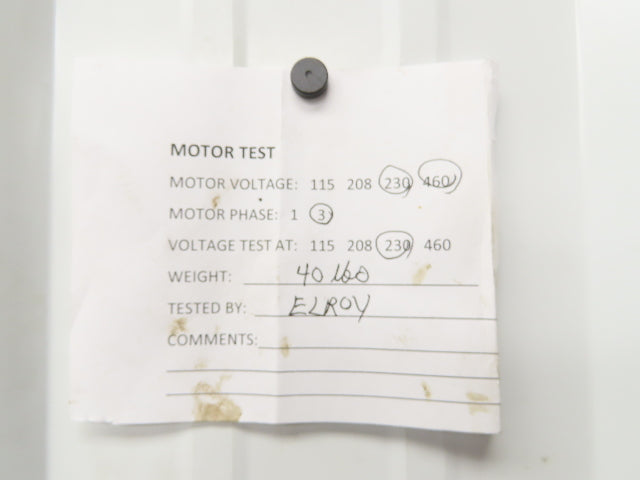 MOTOR TEST
MOTOR VOLTAGE: 115 208 230 460
MOTOR PHASE: 1 3
VOLTAGE TEST AT: 115 208 230 460
WEIGHT: 40 lbs
TESTED BY: ELROY
COMMENTS: